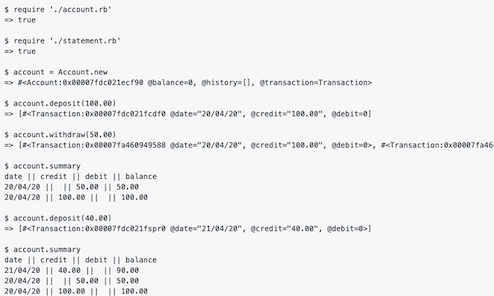 $ require './account.rb'
=> true
$ require './statement.rb'
=> true
$ account = Account.new
=> #<Account:0x00007fdc021ecf90 @balance=0, @history=[], @transaction=Transaction>
$ account.deposit(100.00)
=> [#<Transaction:0x00007fdc021fcdf0 @date="20/04/20", @credit="100.00", @debit=0]
$ account.withdraw(50.00)
=> [#<Transaction:0x00007fa460949588 @date="20/04/20", @credit="100.00", @debit=0>, #<Transaction:0x00007fa46
$ account.summary
date || credit || debit || balance
20/04/20 || || 50.00 || 50.00
20/04/20 || 100.00 || || 100.00
$ account.deposit(40.00)
=> [#<Transaction:0x00007fdc021fspr0 @date="21/04/20", @credit="40.00", @debit=0>]
$ account.summary
date || credit || debit || balance
21/04/20 || 40.00 || || 90.00
20/04/20 || || 50.00 || 50.00
20/04/20 || 100.00 || || 100.00